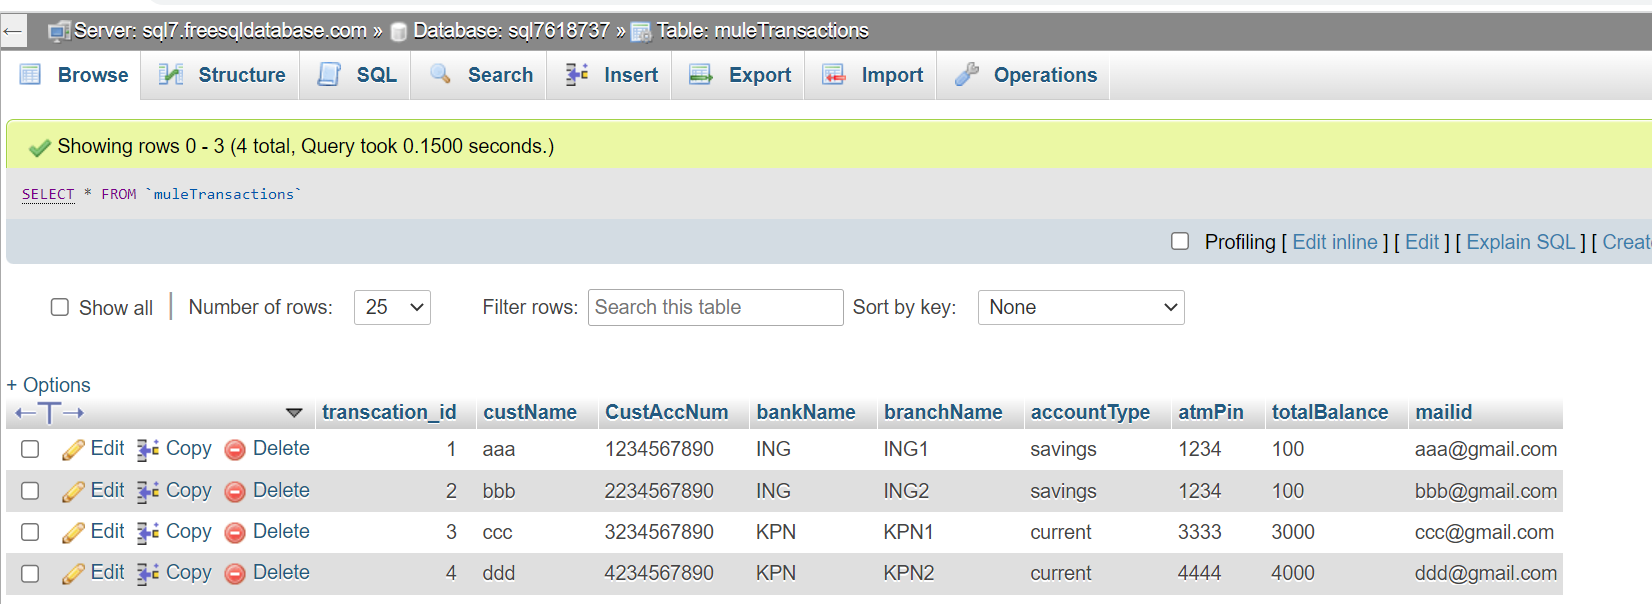 ← Server: sql7.freesqldatabase.com » Database: sql7618737 » Table: muleTransactions
Browse Structure SQL Search Insert Export Import Operations
Showing rows 0 - 3 (4 total, Query took 0.1500 seconds.)
SELECT * FROM `muleTransactions`
Profiling [ Edit inline ] [ Edit ] [ Explain SQL ] [ Create
Show all Number of rows: 25 Filter rows: Search this table Sort by key: None
+ Options
←T→ transcation_id custName CustAccNum bankName branchName accountType atmPin totalBalance mailid
Edit Copy Delete 1 aaa 1234567890 ING ING1 savings 1234 100 aaa@gmail.com
Edit Copy Delete 2 bbb 2234567890 ING ING2 savings 1234 100 bbb@gmail.com
Edit Copy Delete 3 ccc 3234567890 KPN KPN1 current 3333 3000 ccc@gmail.com
Edit Copy Delete 4 ddd 4234567890 KPN KPN2 current 4444 4000 ddd@gmail.com